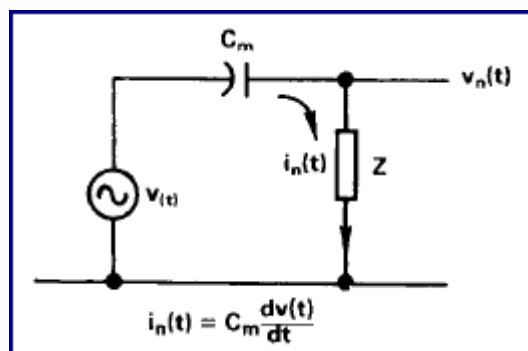 Cm
vn(t)
in(t)
Z
v(t)
in(t) = Cm dv(t)/dt